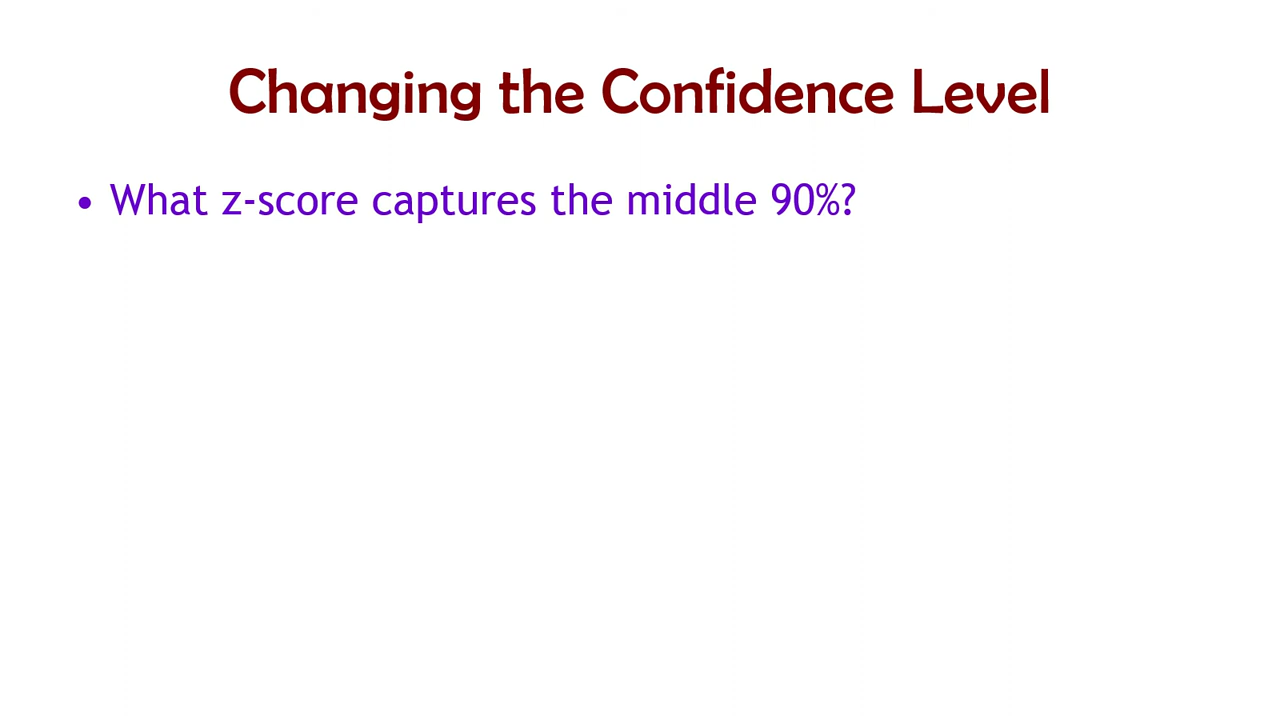 Changing the Confidence Level
• What z-score captures the middle 90%?